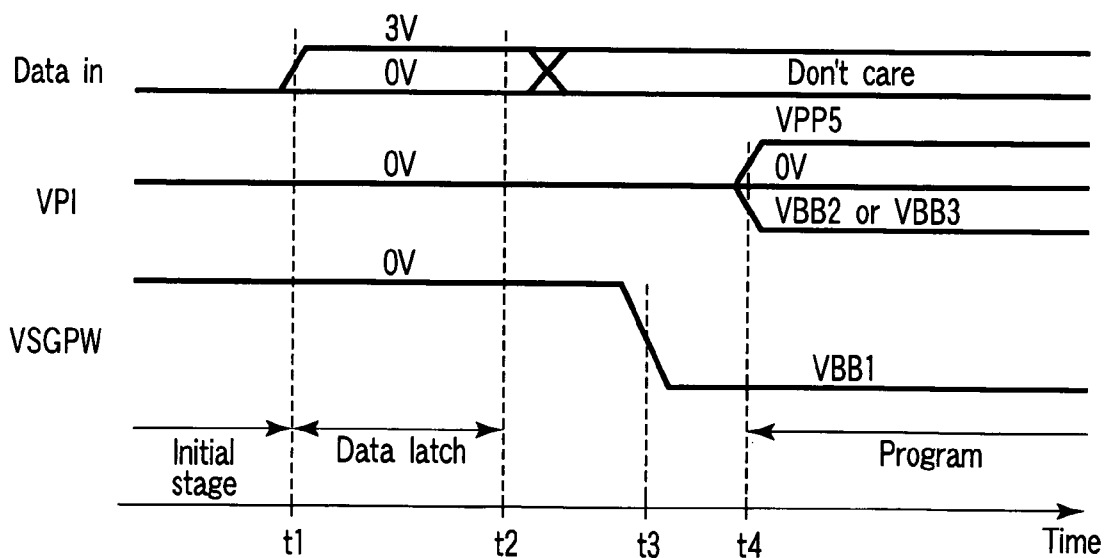 3V
Data in
0V
Don't care
VPP5
0V
0V
VPI
VBB2 or VBB3
0V
VSGPW
VBB1
Initial
stage
Data latch
Program
t1
t2
t3
t4
Time